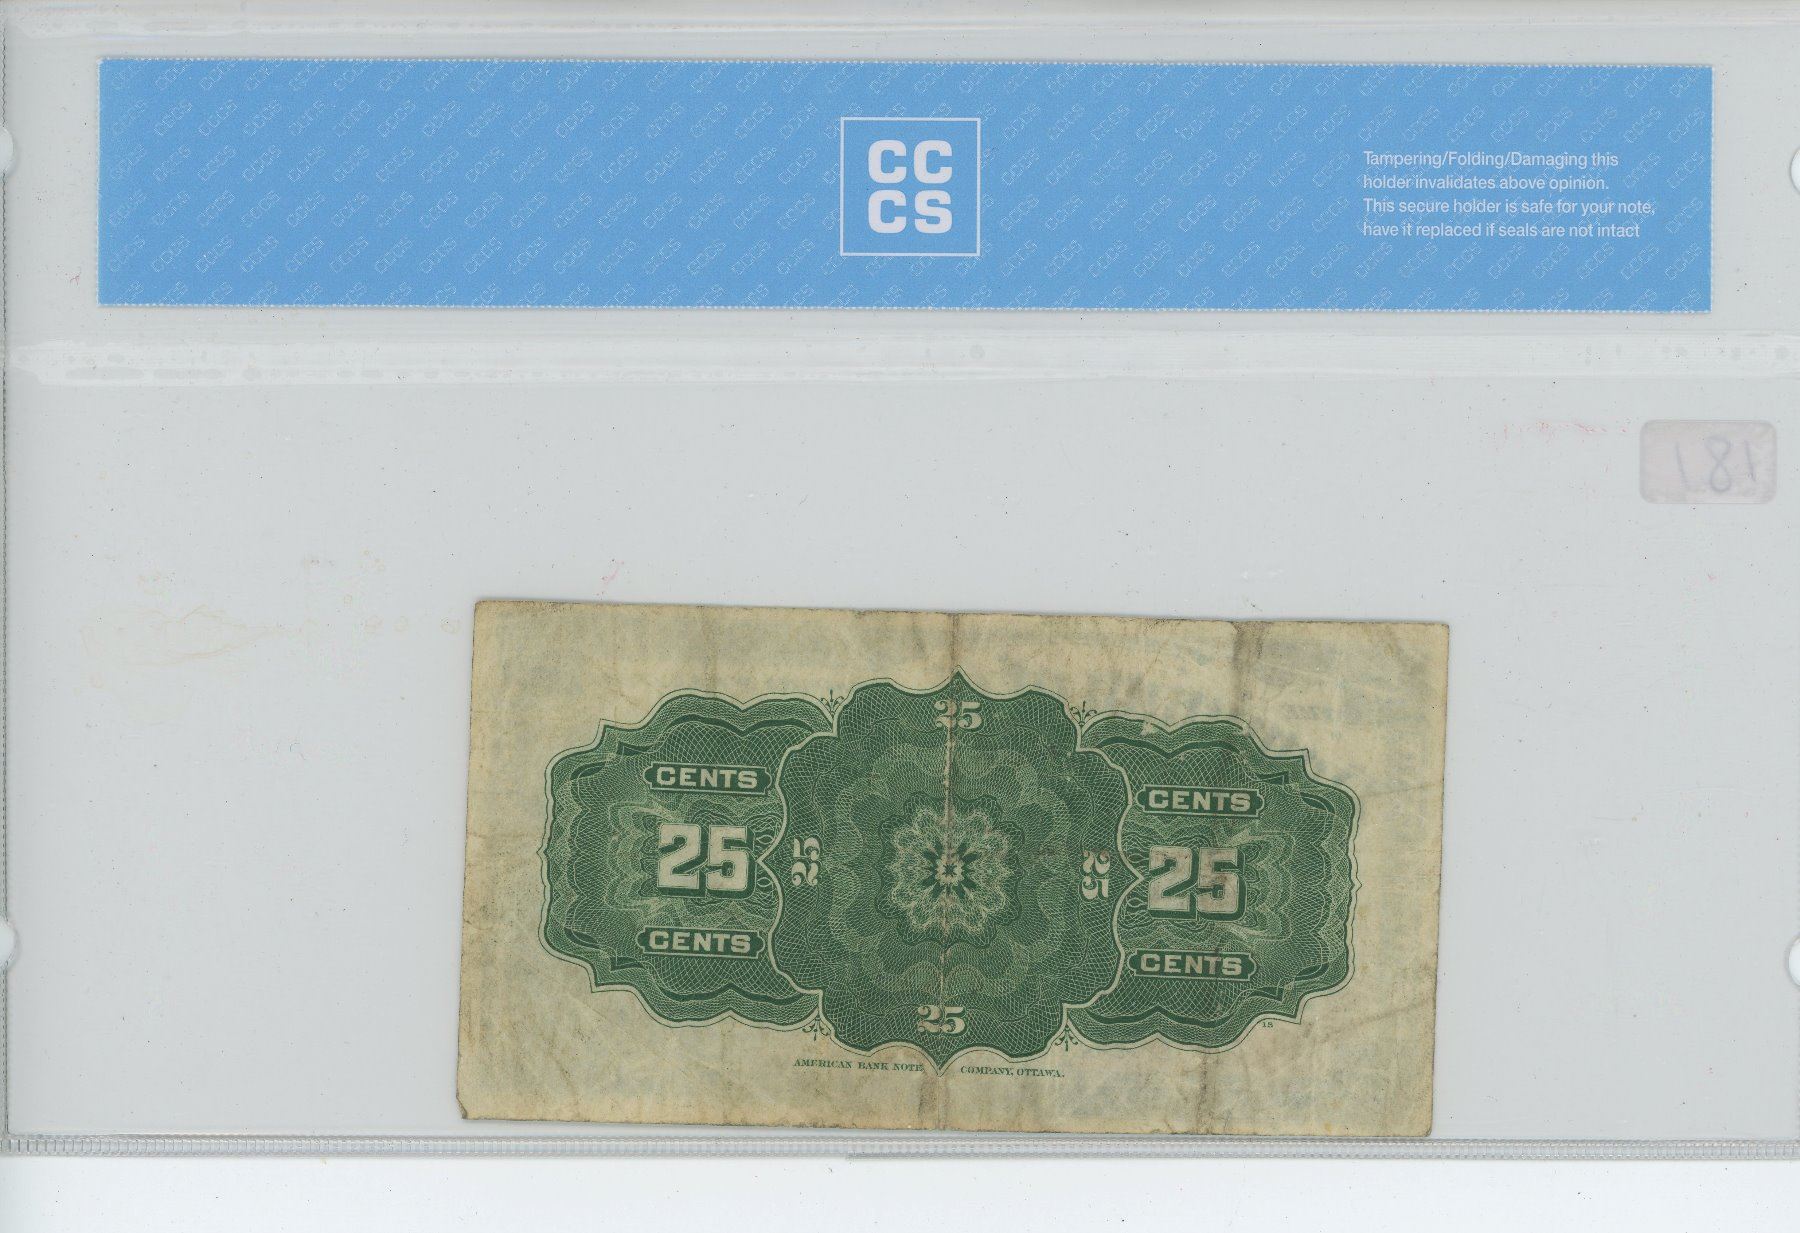 CC
CS
Tampering/Folding/Damaging this
holder invalidates above opinion.
This secure holder is safe for your note,
have it replaced if seals are not intact
181
25
CENTS
CENTS
25
25
25
25
CENTS
CENTS
25
18
AMERICAN BANK NOTE COMPANY, OTTAWA.